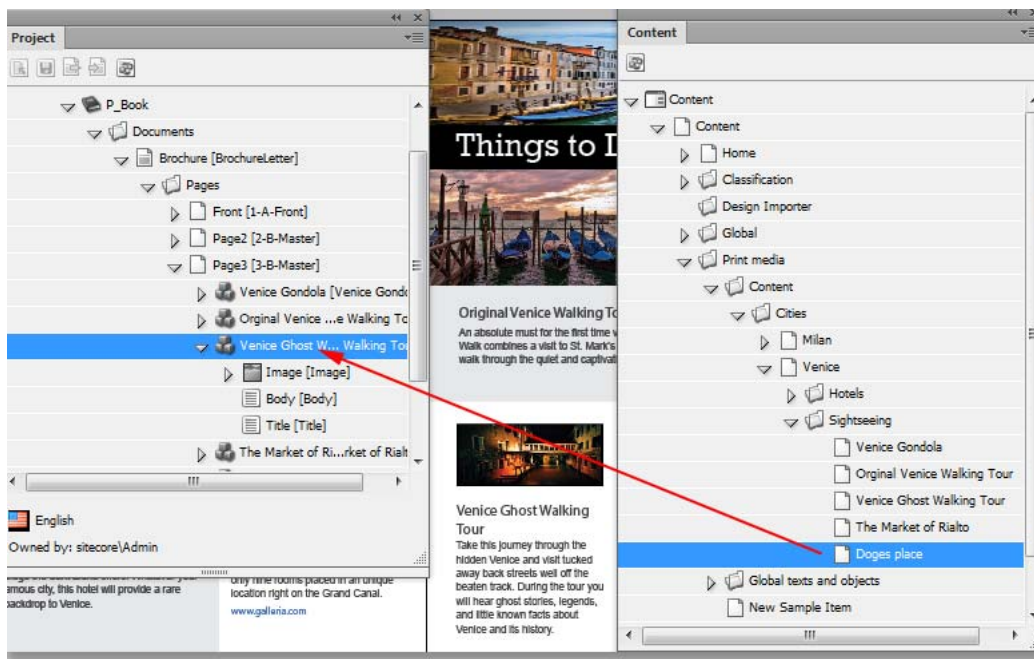 Project
P_Book
Documents
Brochure [BrochureLetter]
Pages
Front [1-A-Front]
Page2 [2-B-Master]
Page3 [3-B-Master]
Venice Gondola [Venice Gondo
Orginal Venice ...e Walking To
Venice Ghost W... Walking Tou
Image [Image]
Body [Body]
Title [Title]
The Market of Ri...rket of Rialt
English
Owned by: sitecore\Admin
emous city, this hotel will provide a rare
backdrop to Venice.
only nine rooms placed in an unique
location right on the Grand Canal.
www.gallaria.com
Things to D
Original Venice Walking To
An absolute must for the first time v
Walk combines a visit to St. Mark's
walk through the quiet and captivat
Venice Ghost Walking
Tour
Take this journey through the
hidden Venice and visit tucked
away back streets well off the
beaten track. During the tour you
will hear ghost stories, legends,
and little known facts about
Venice and its history.
Content
Content
Content
Home
Classification
Design Importer
Global
Print media
Content
Cities
Milan
Venice
Hotels
Sightseeing
Venice Gondola
Orginal Venice Walking Tour
Venice Ghost Walking Tour
The Market of Rialto
Doges place
Global texts and objects
New Sample Item